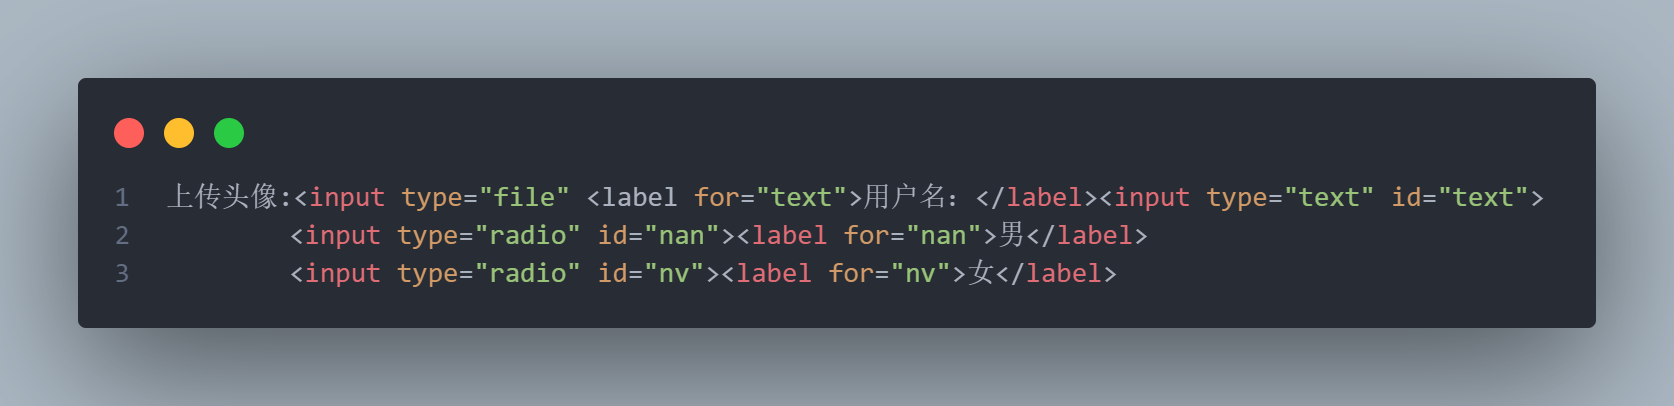 1 上传头像:<input type="file" <label for="text">用户名：</label><input type="text" id="text">
2 <input type="radio" id="nan"><label for="nan">男</label>
3 <input type="radio" id="nv"><label for="nv">女</label>